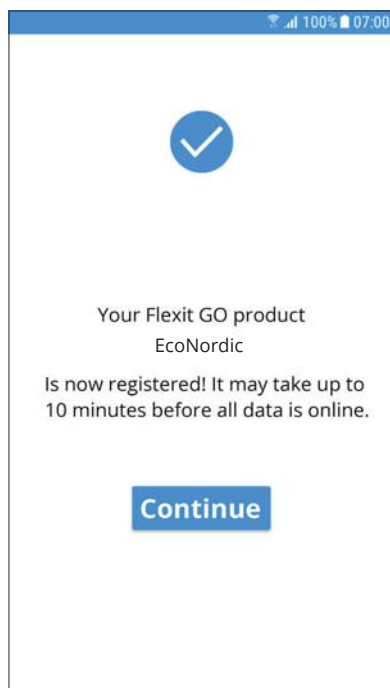 100% 07:00
Your Flexit GO product
EcoNordic
Is now registered! It may take up to
10 minutes before all data is online.
Continue